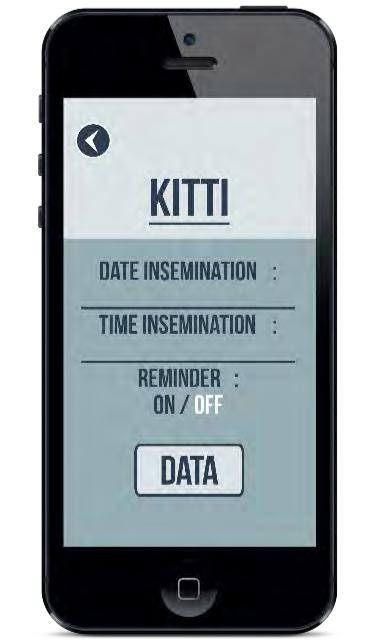 KITTI
DATE INSEMINATION :
TIME INSEMINATION :
REMINDER :
ON / OFF
DATA